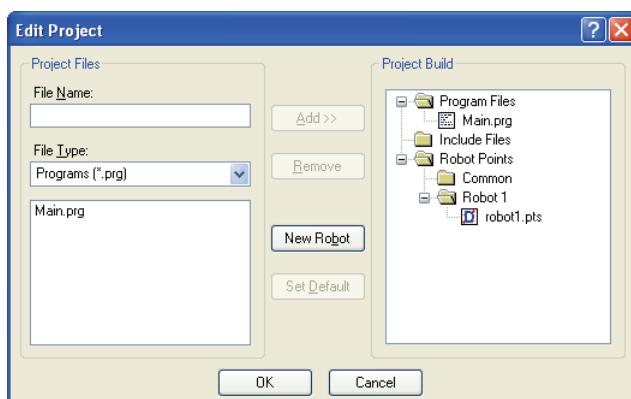 Edit Project
Project Files
File Name:
File Type:
Programs (*.prg)
Main.prg
Add >>
Remove
New Robot
Set Default
Project Build
Program Files
Main.prg
Include Files
Robot Points
Common
Robot 1
D robot1.pts
OK
Cancel